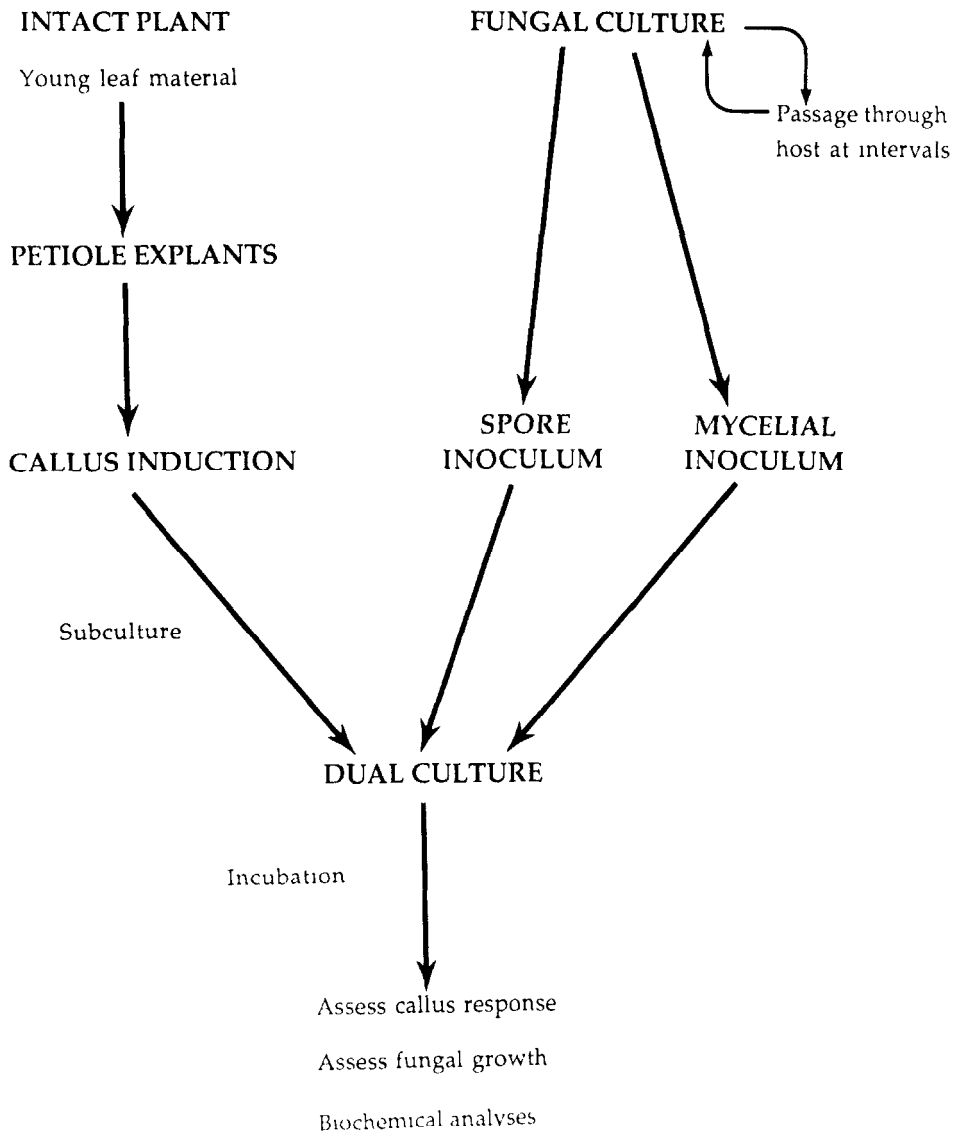 INTACT PLANT
Young leaf material
PETIOLE EXPLANTS
CALLUS INDUCTION
Subculture
FUNGAL CULTURE
Passage through
host at intervals
SPORE
INOCULUM
MYCELIAL
INOCULUM
DUAL CULTURE
Incubation
Assess callus response
Assess fungal growth
Biochemical analyses